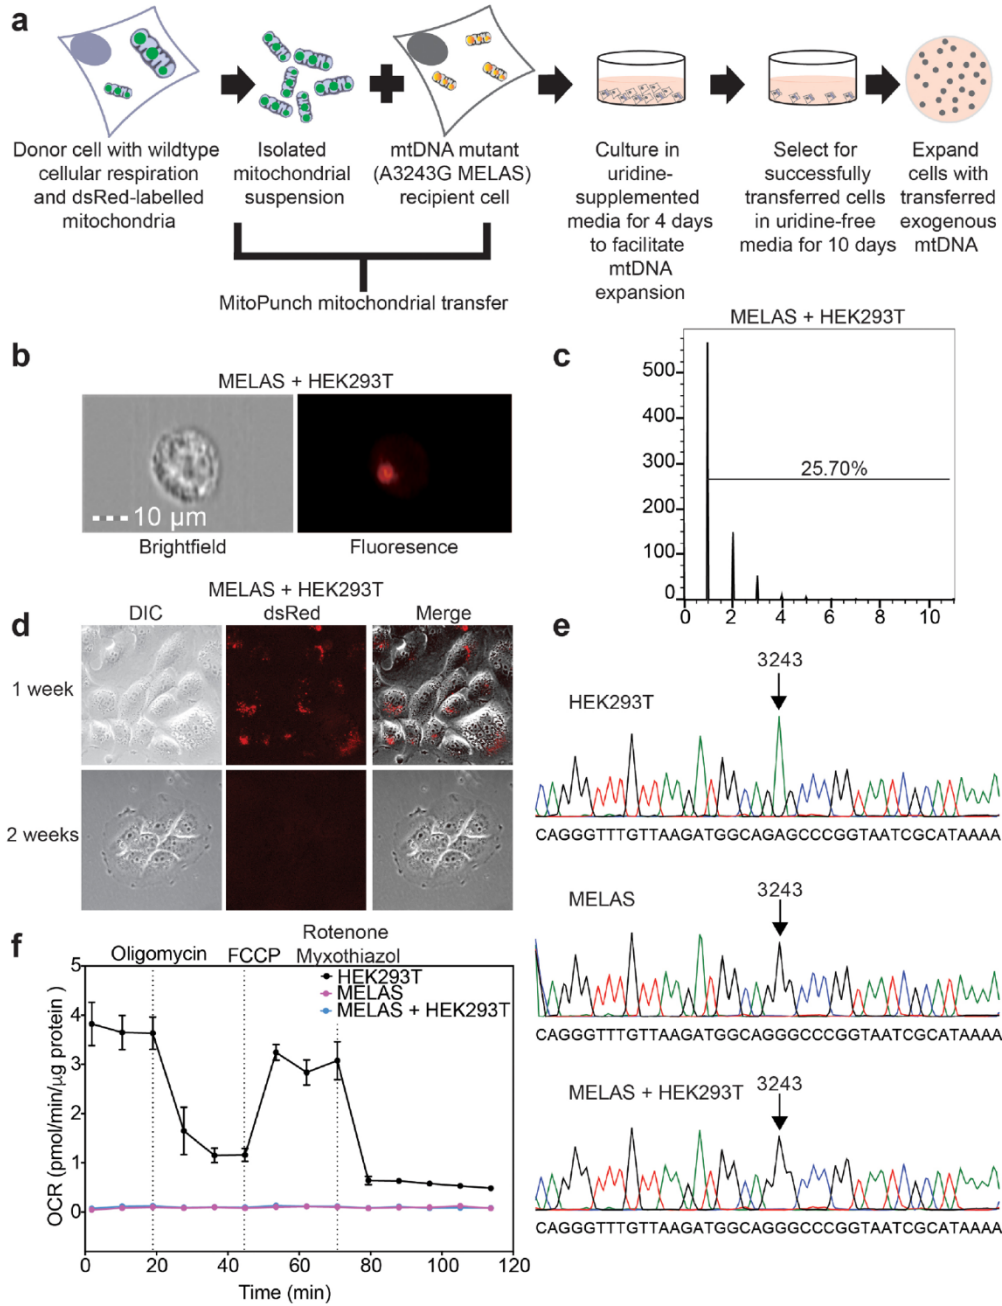 a
Donor cell with wildtype
cellular respiration
and dsRed-labelled
mitochondria
Isolated
mitochondrial
suspension
mtDNA mutant
(A3243G MELAS)
recipient cell
Culture in
uridine-
supplemented
media for 4 days
to facilitate
mtDNA
expansion
Select for
successfully
transferred cells
in uridine-free
media for 10 days
Expand
cells with
transferred
exogenous
mtDNA
MitoPunch mitochondrial transfer
b
MELAS + HEK293T
10 μm
Brightfield
Fluoresence
c
MELAS + HEK293T
500
400
300
200
100
0
25.70%
0 2 4 6 8 10
d
MELAS + HEK293T
DIC dsRed Merge
1 week
2 weeks
e
3243
HEK293T
CAGGGTTTGTTAAGATGGCAGAGCCCGGTAATCGCATAAAA
3243
MELAS
CAGGGTTTGTTAAGATGGCAGGGCCCGGTAATCGCATAAAA
3243
MELAS + HEK293T
CAGGGTTTGTTAAGATGGCAGGGCCCGGTAATCGCATAAAA
f
Oligomycin
FCCP
Rotenone
Myxothiazol
HEK293T
MELAS
MELAS + HEK293T
OCR (pmol/min/μg protein)
5
4
3
2
1
0
0 20 40 60 80 100 120
Time (min)